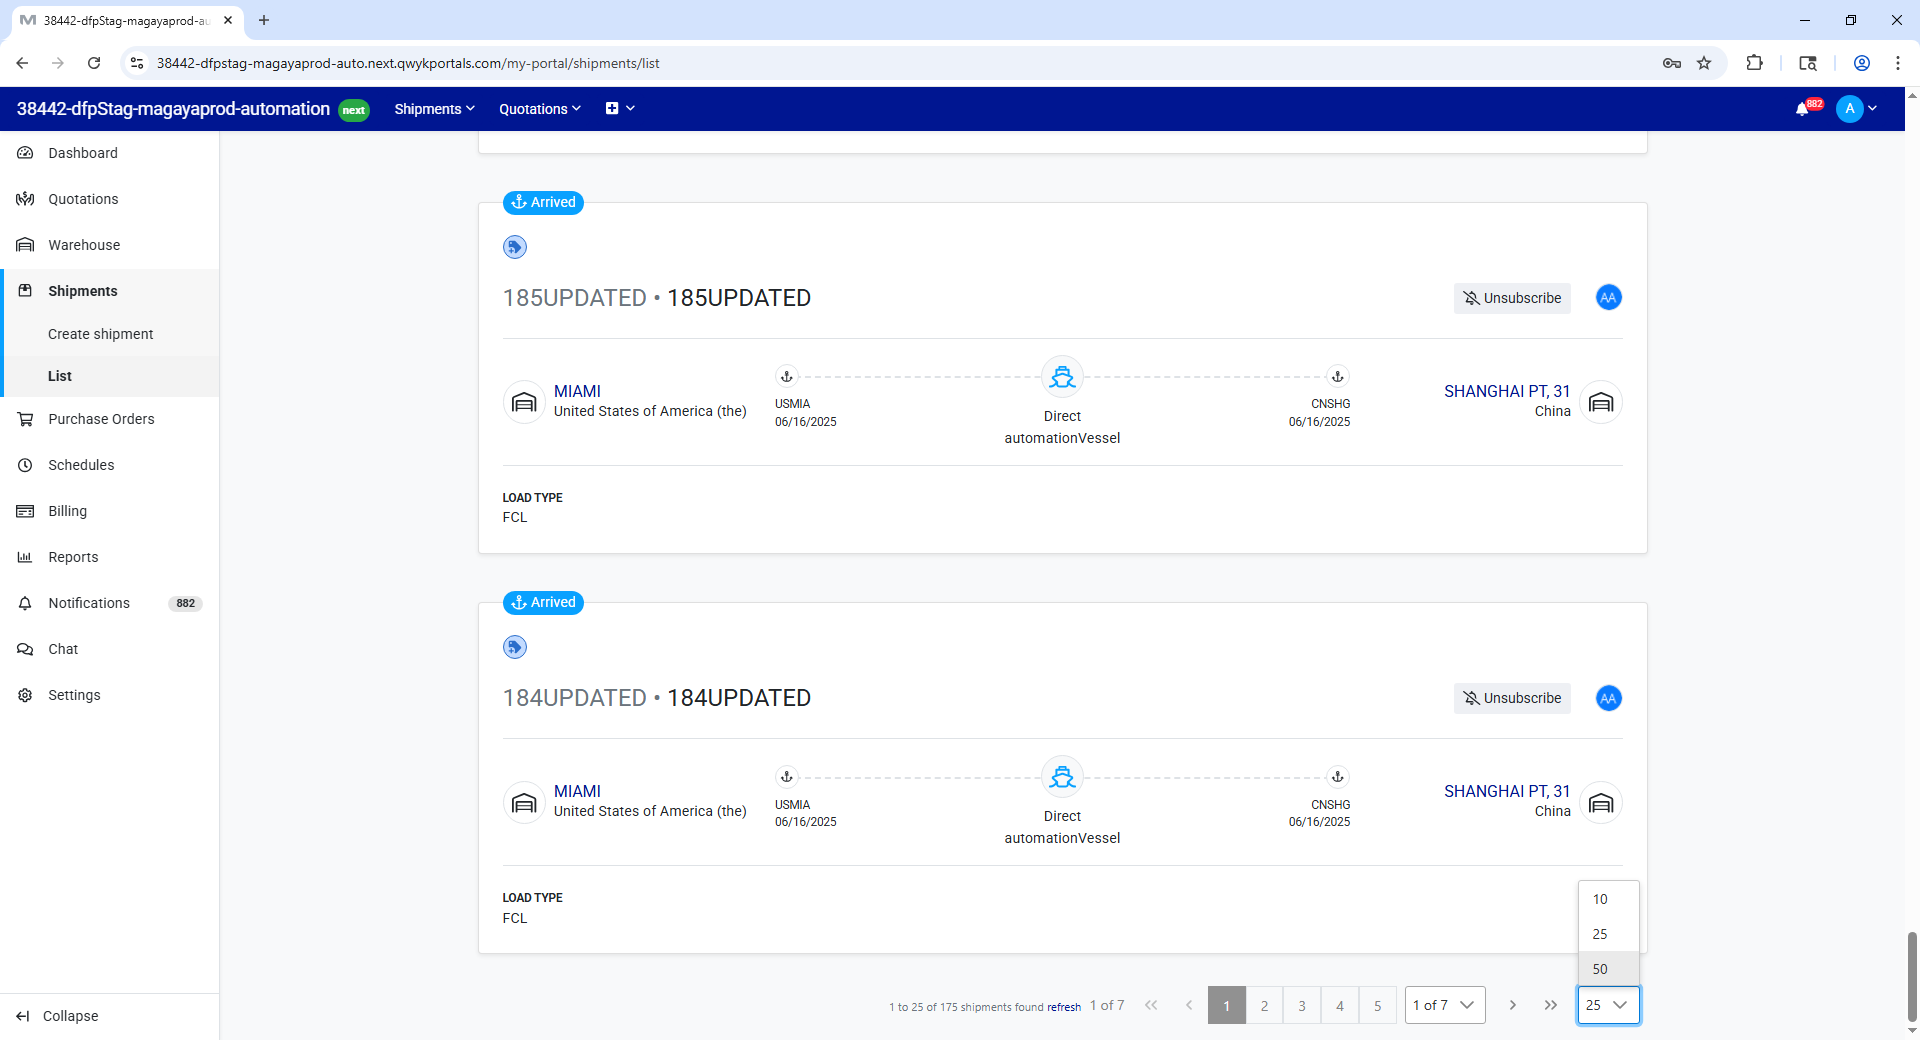 38442-dfpStag-magayaprod-au
38442-dfpstag-magayaprod-auto.next.qwykportals.com/my-portal/shipments/list
38442-dfpStag-magayaprod-automation next Shipments Quotations 882 A
Dashboard
Quotations
Warehouse
Shipments
Create shipment
List
Purchase Orders
Schedules
Billing
Reports
Notifications 882
Chat
Settings
Collapse
Arrived
185UPDATED • 185UPDATED Unsubscribe AA
MIAMI
United States of America (the)
USMIA
06/16/2025
Direct
automationVessel
CNSHG
06/16/2025
SHANGHAI PT, 31
China
LOAD TYPE
FCL
Arrived
184UPDATED • 184UPDATED Unsubscribe AA
MIAMI
United States of America (the)
USMIA
06/16/2025
Direct
automationVessel
CNSHG
06/16/2025
SHANGHAI PT, 31
China
LOAD TYPE
FCL
10
25
50
1 to 25 of 175 shipments found refresh 1 of 7 1 2 3 4 5 1 of 7 25